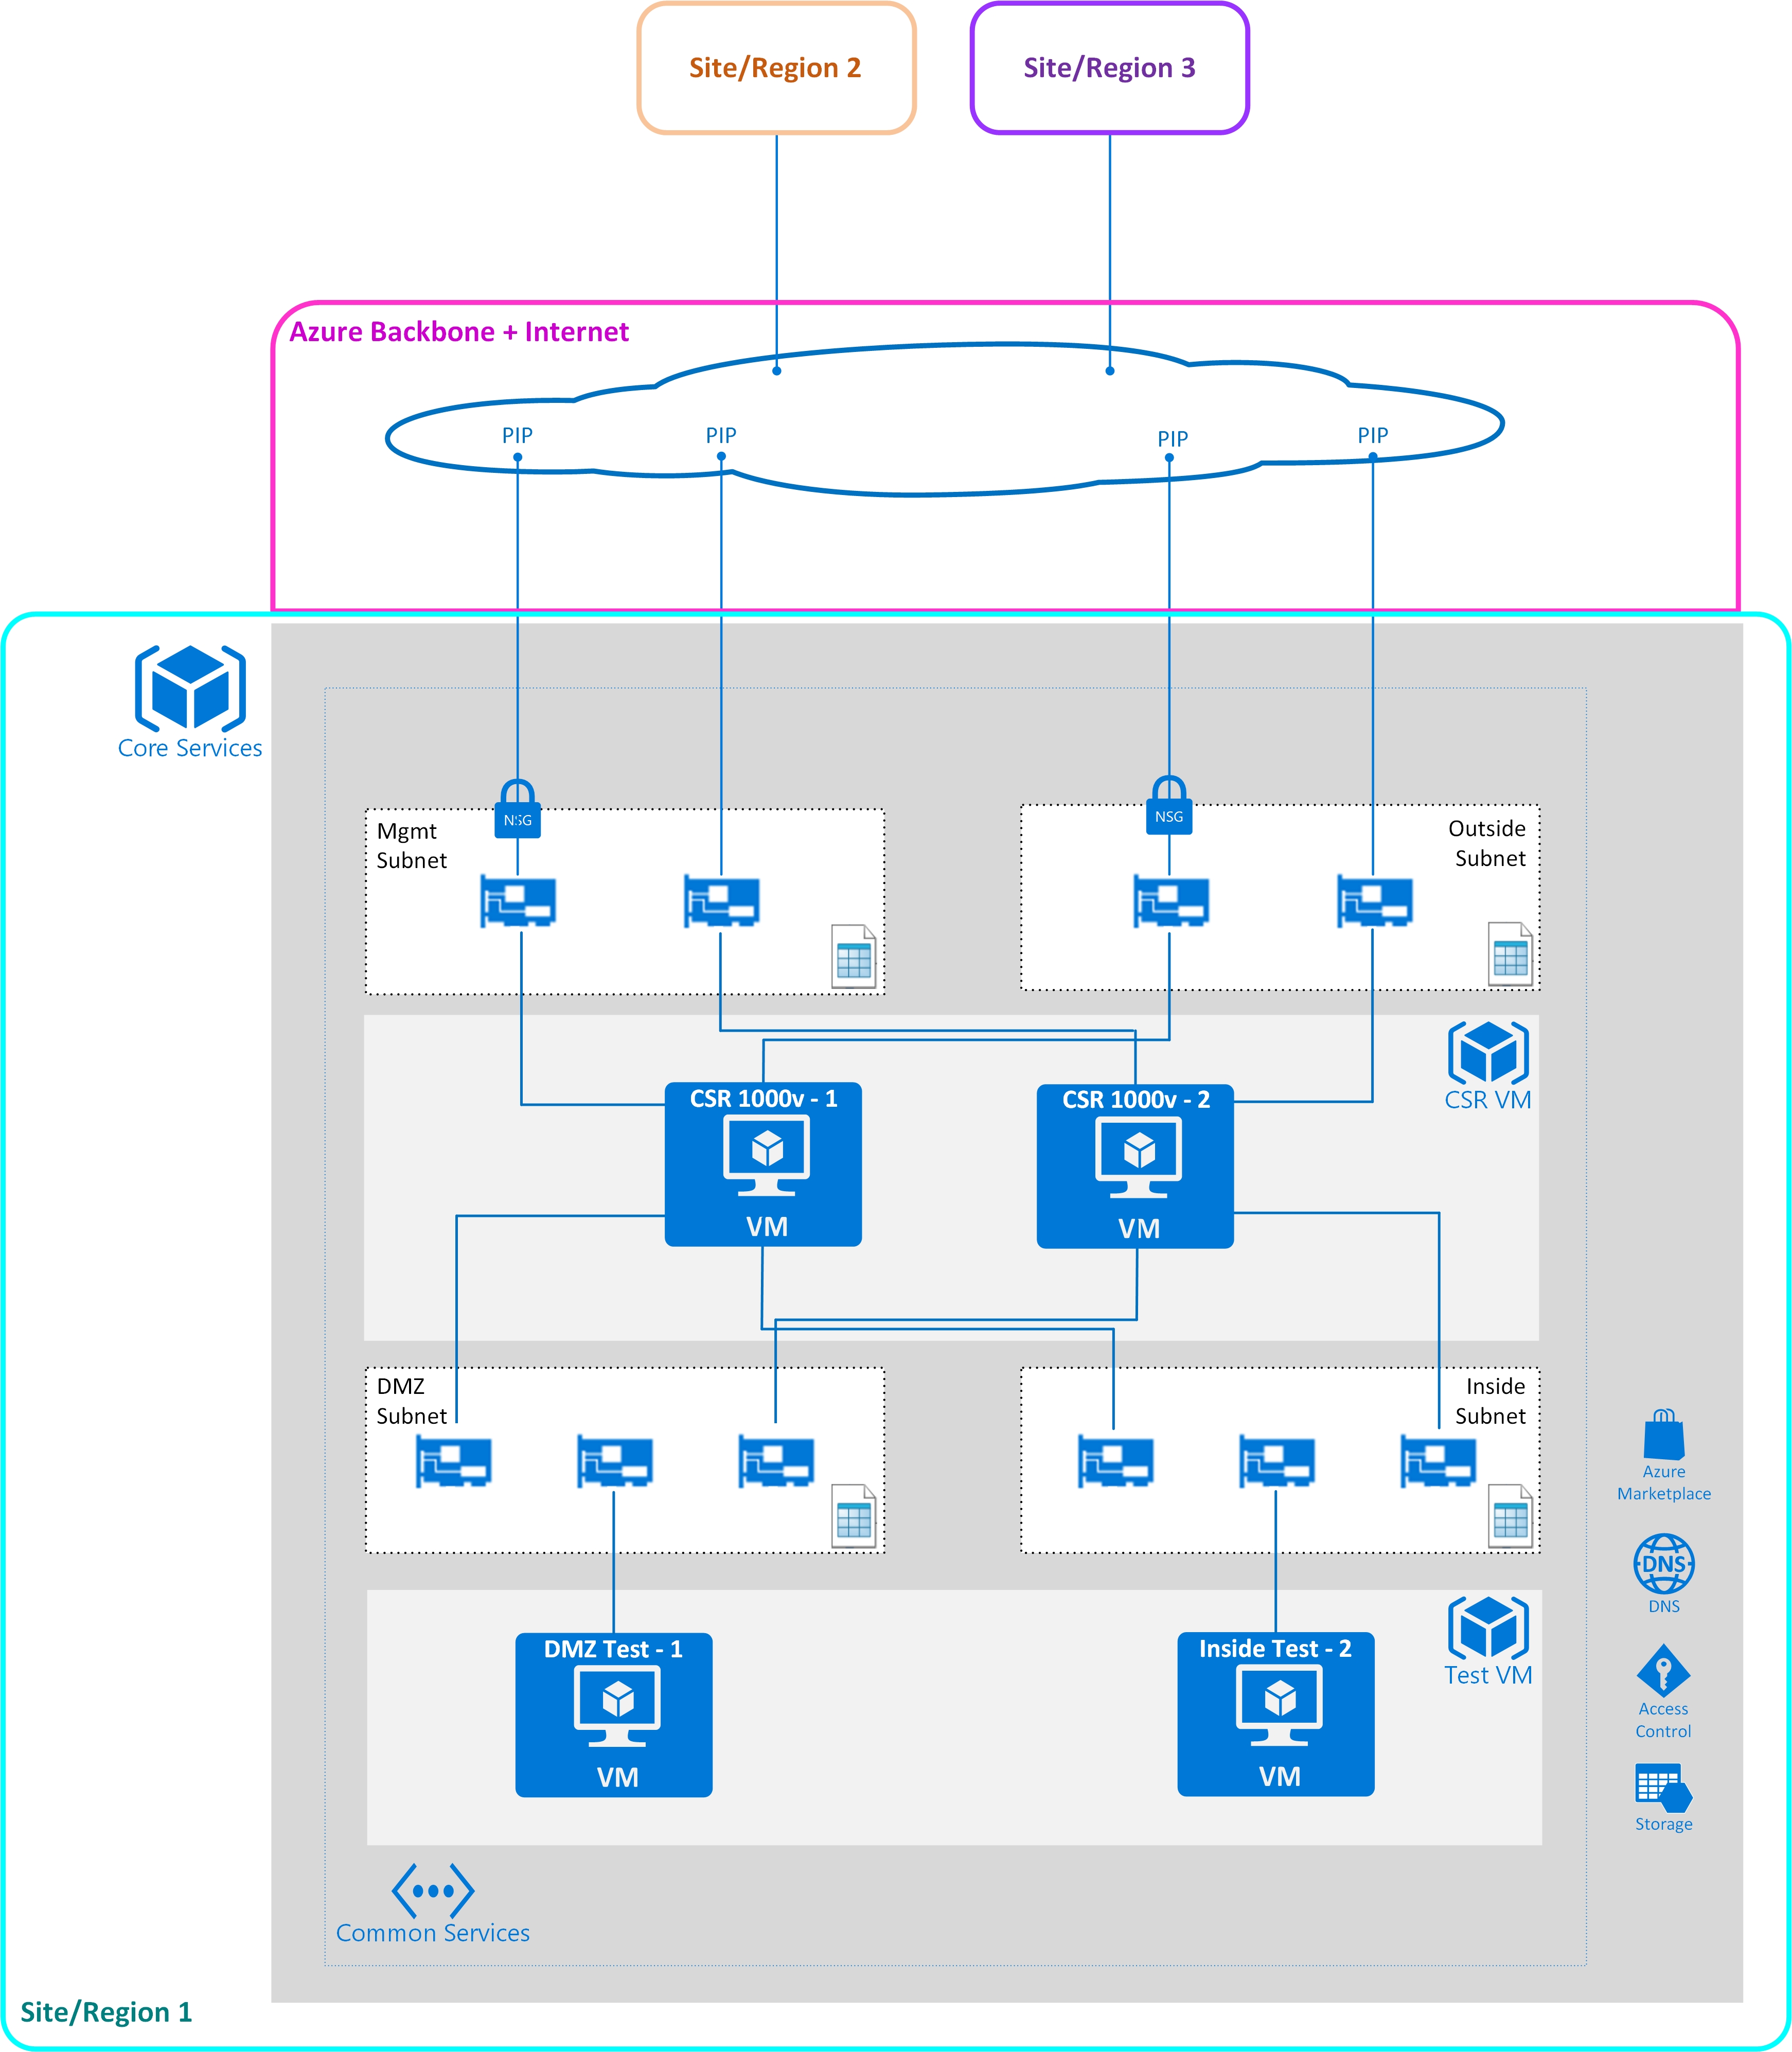 Site/Region 2
Site/Region 3
Azure Backbone + Internet
PIP
PIP
PIP
PIP
Core Services
NSG
NSG
Mgmt
Subnet
Outside
Subnet
CSR 1000v - 1
VM
CSR 1000v - 2
VM
CSR VM
DMZ
Subnet
Inside
Subnet
Azure
Marketplace
DNS
DNS
Access
Control
Storage
DMZ Test - 1
VM
Inside Test - 2
VM
Test VM
Common Services
Site/Region 1